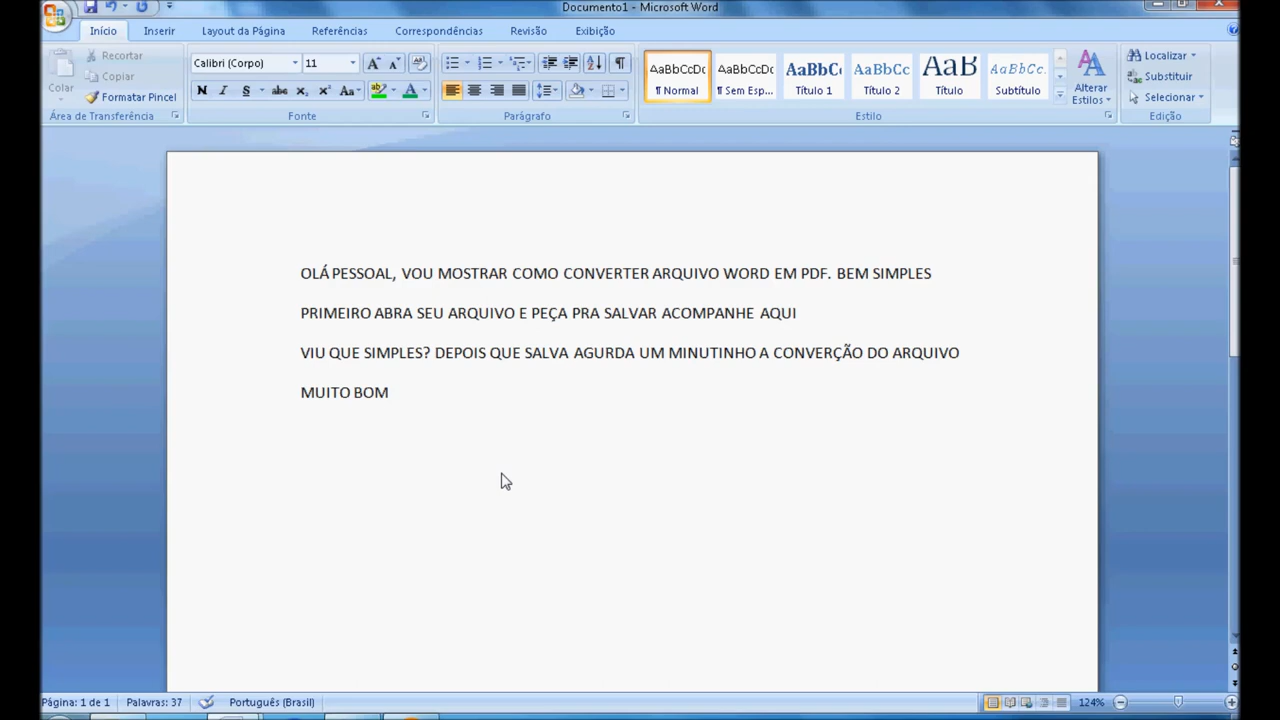 Documento1 - Microsoft Word
Início Inserir Layout da Página Referências Correspondências Revisão Exibição
Colar
Recortar
Copiar
Formatar Pincel
Área de Transferência
Calibri (Corpo) 11
N I S abc x, x² Aa
Fonte
Parágrafo
AaBbCcDc AaBbCcDc AaBbC AaBbCc AaB AaBbCc.
¶ Normal ¶ Sem Esp... Título 1 Título 2 Título Subtítulo
Alterar
Estilos
Estilo
Localizar
Substituir
Selecionar
Edição
OLÁ PESSOAL, VOU MOSTRAR COMO CONVERTER ARQUIVO WORD EM PDF. BEM SIMPLES
PRIMEIRO ABRA SEU ARQUIVO E PEÇA PRA SALVAR ACOMPANHE AQUI
VIU QUE SIMPLES? DEPOIS QUE SALVA AGURDA UM MINUTINHO A CONVERÇÃO DO ARQUIVO
MUITO BOM
Página: 1 de 1 Palavras: 37 Português (Brasil) 124%